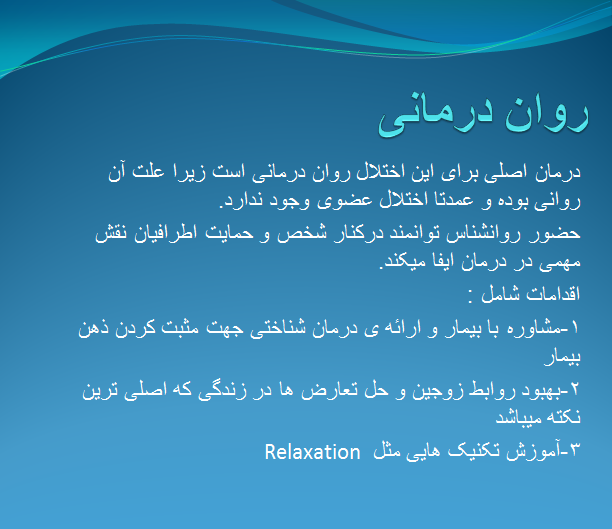 روان درمانی
درمان اصلی برای این اختلال روان درمانی است زیرا علت آن
روانی بوده و عمدتا اختلال عضوی وجود ندارد.
حضور روانشناس توانمند درکنار شخص و حمایت اطرافیان نقش
مهمی در درمان ایفا میکند.
اقدامات شامل :
۱-مشاوره با بیمار و ارائه ی درمان شناختی جهت مثبت کردن ذهن
بیمار
۲-بهبود روابط زوجین و حل تعارض ها در زندگی که اصلی ترین
نکته میباشد
۳-آموزش تکنیک هایی مثل Relaxation